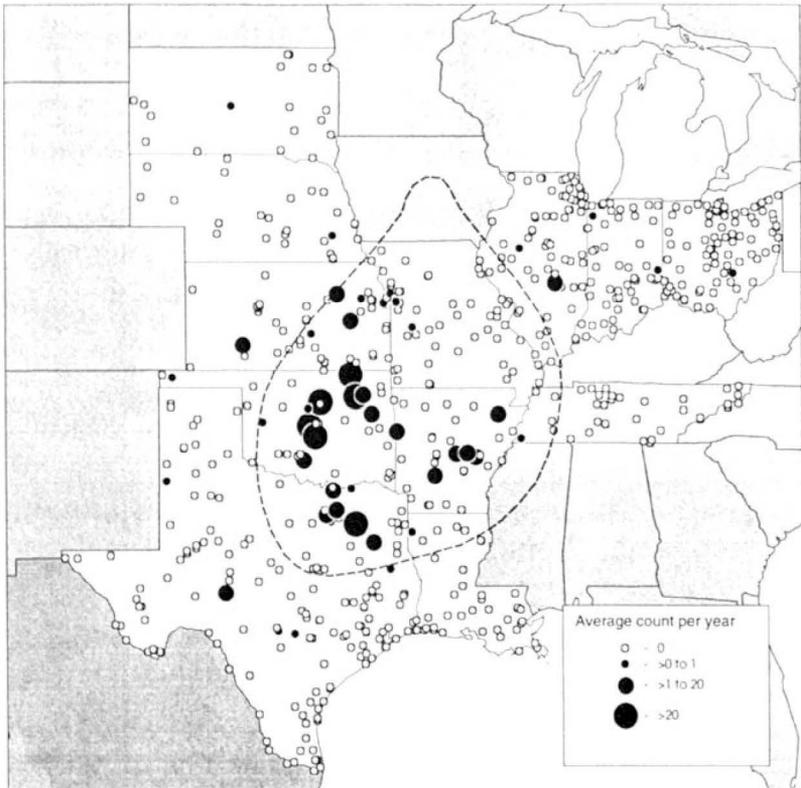 Average count per year
- 0
- >0 to 1
- >1 to 20
- >20